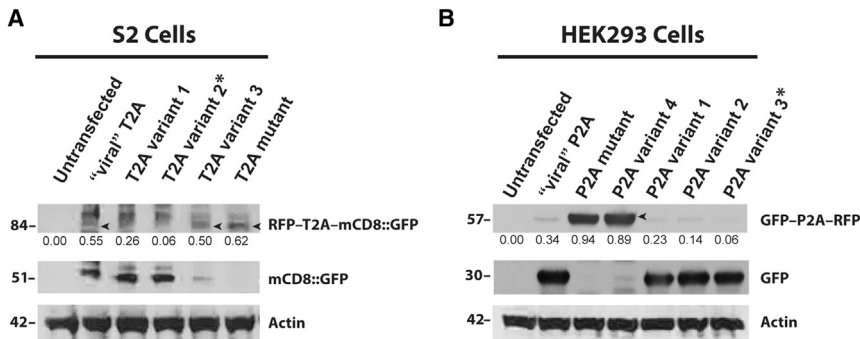 A
S2 Cells
Untransfected
"viral" T2A
T2A variant 1
T2A variant 2*
T2A variant 3
T2A mutant
84–
RFP–T2A–mCD8::GFP
0.00 0.55 0.26 0.06 0.50 0.62
51–
mCD8::GFP
42–
Actin
B
HEK293 Cells
Untransfected
"viral" P2A
P2A mutant
P2A variant 4
P2A variant 1
P2A variant 2
P2A variant 3*
57–
GFP–P2A–RFP
0.00 0.34 0.94 0.89 0.23 0.14 0.06
30–
GFP
42–
Actin